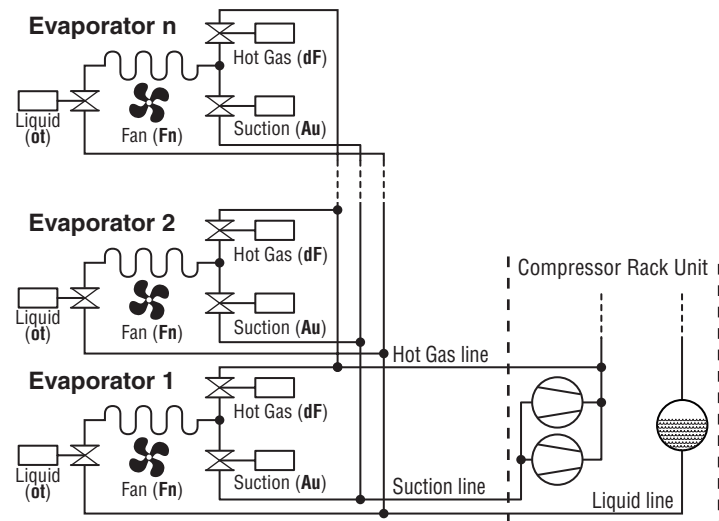 Evaporator n
Hot Gas (dF)
Liquid
(ot)
Fan (Fn)
Suction (Au)
Evaporator 2
Hot Gas (dF)
Liquid
(ot)
Fan (Fn)
Suction (Au)
Compressor Rack Unit
Hot Gas line
Evaporator 1
Hot Gas (dF)
Liquid
(ot)
Fan (Fn)
Suction (Au)
Suction line
Liquid line